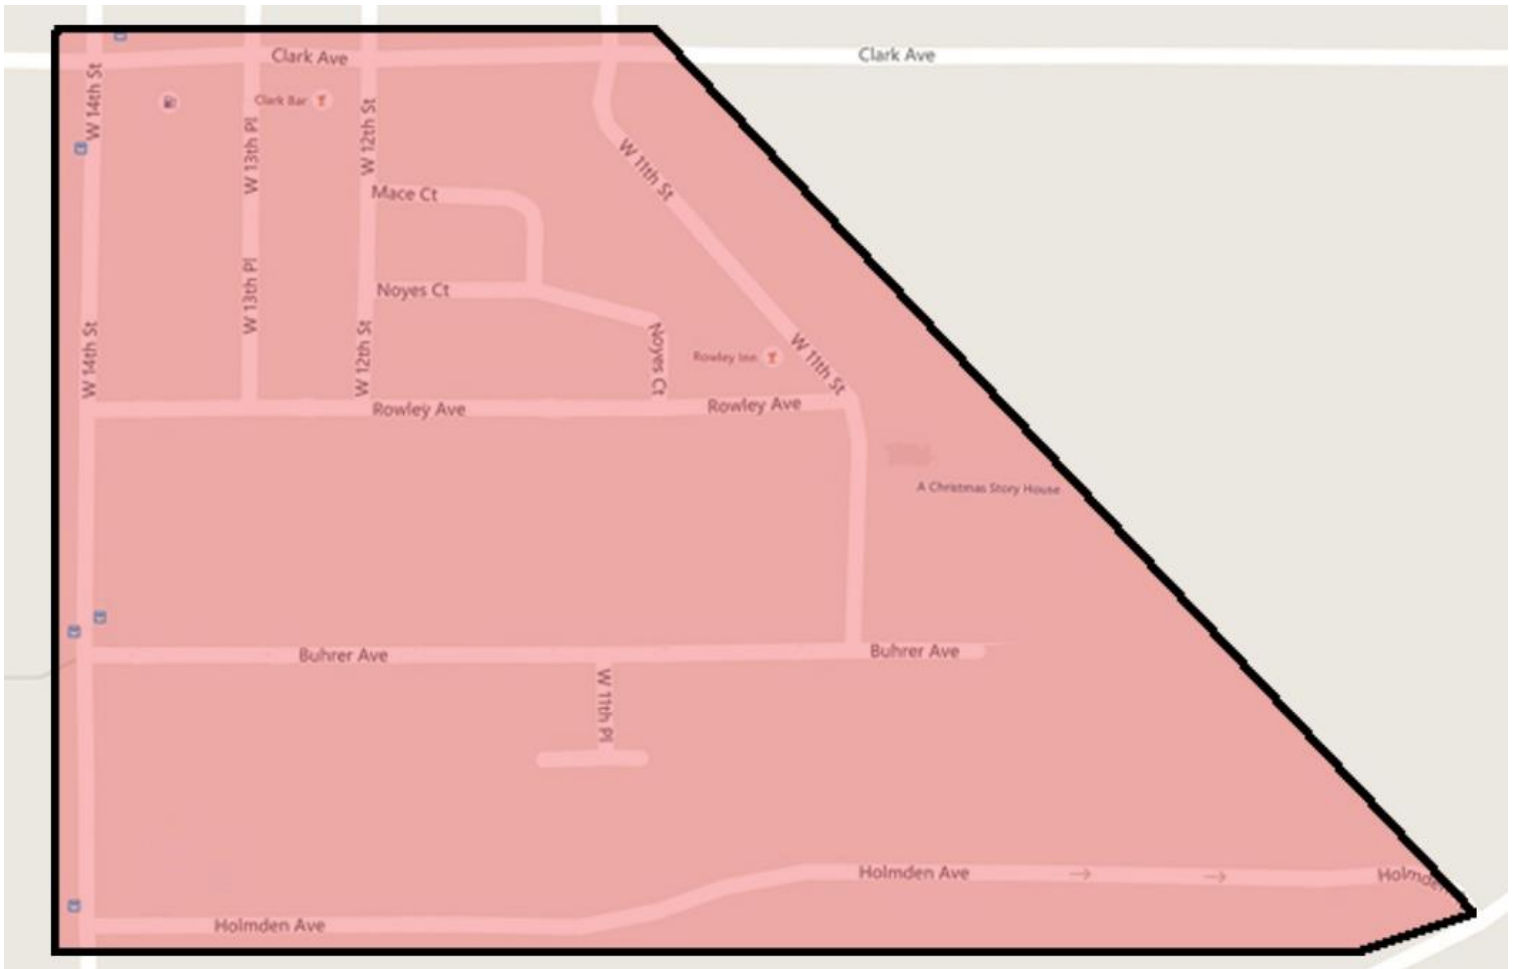 Clark Ave
Clark Ave
W 14th St
Clark Bar
W 13th Pl
W 12th St
W 11th St
Mace Ct
W 13th Pl
Noyes Ct
W 14th St
W 12th St
Noyes Ct
Rowley Inn
W 11th St
Rowley Ave
Rowley Ave
A Christmas Story House
Buhrer Ave
Buhrer Ave
W 11th Pl
Holmden Ave
Holmden
Holmden Ave